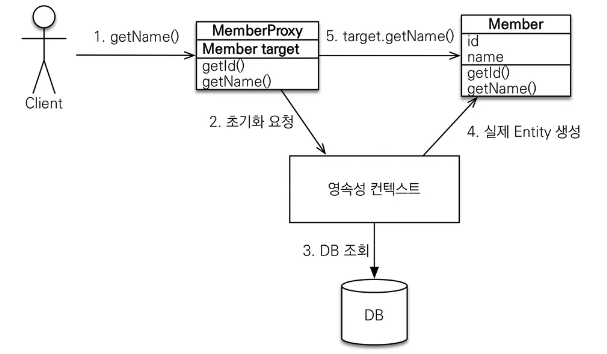 1. getName()
MemberProxy
Member target
getId()
getName()
5. target.getName()
Member
id
name
getId()
getName()
Client
2. 초기화 요청
4. 실제 Entity 생성
영속성 컨텍스트
3. DB 조회
DB